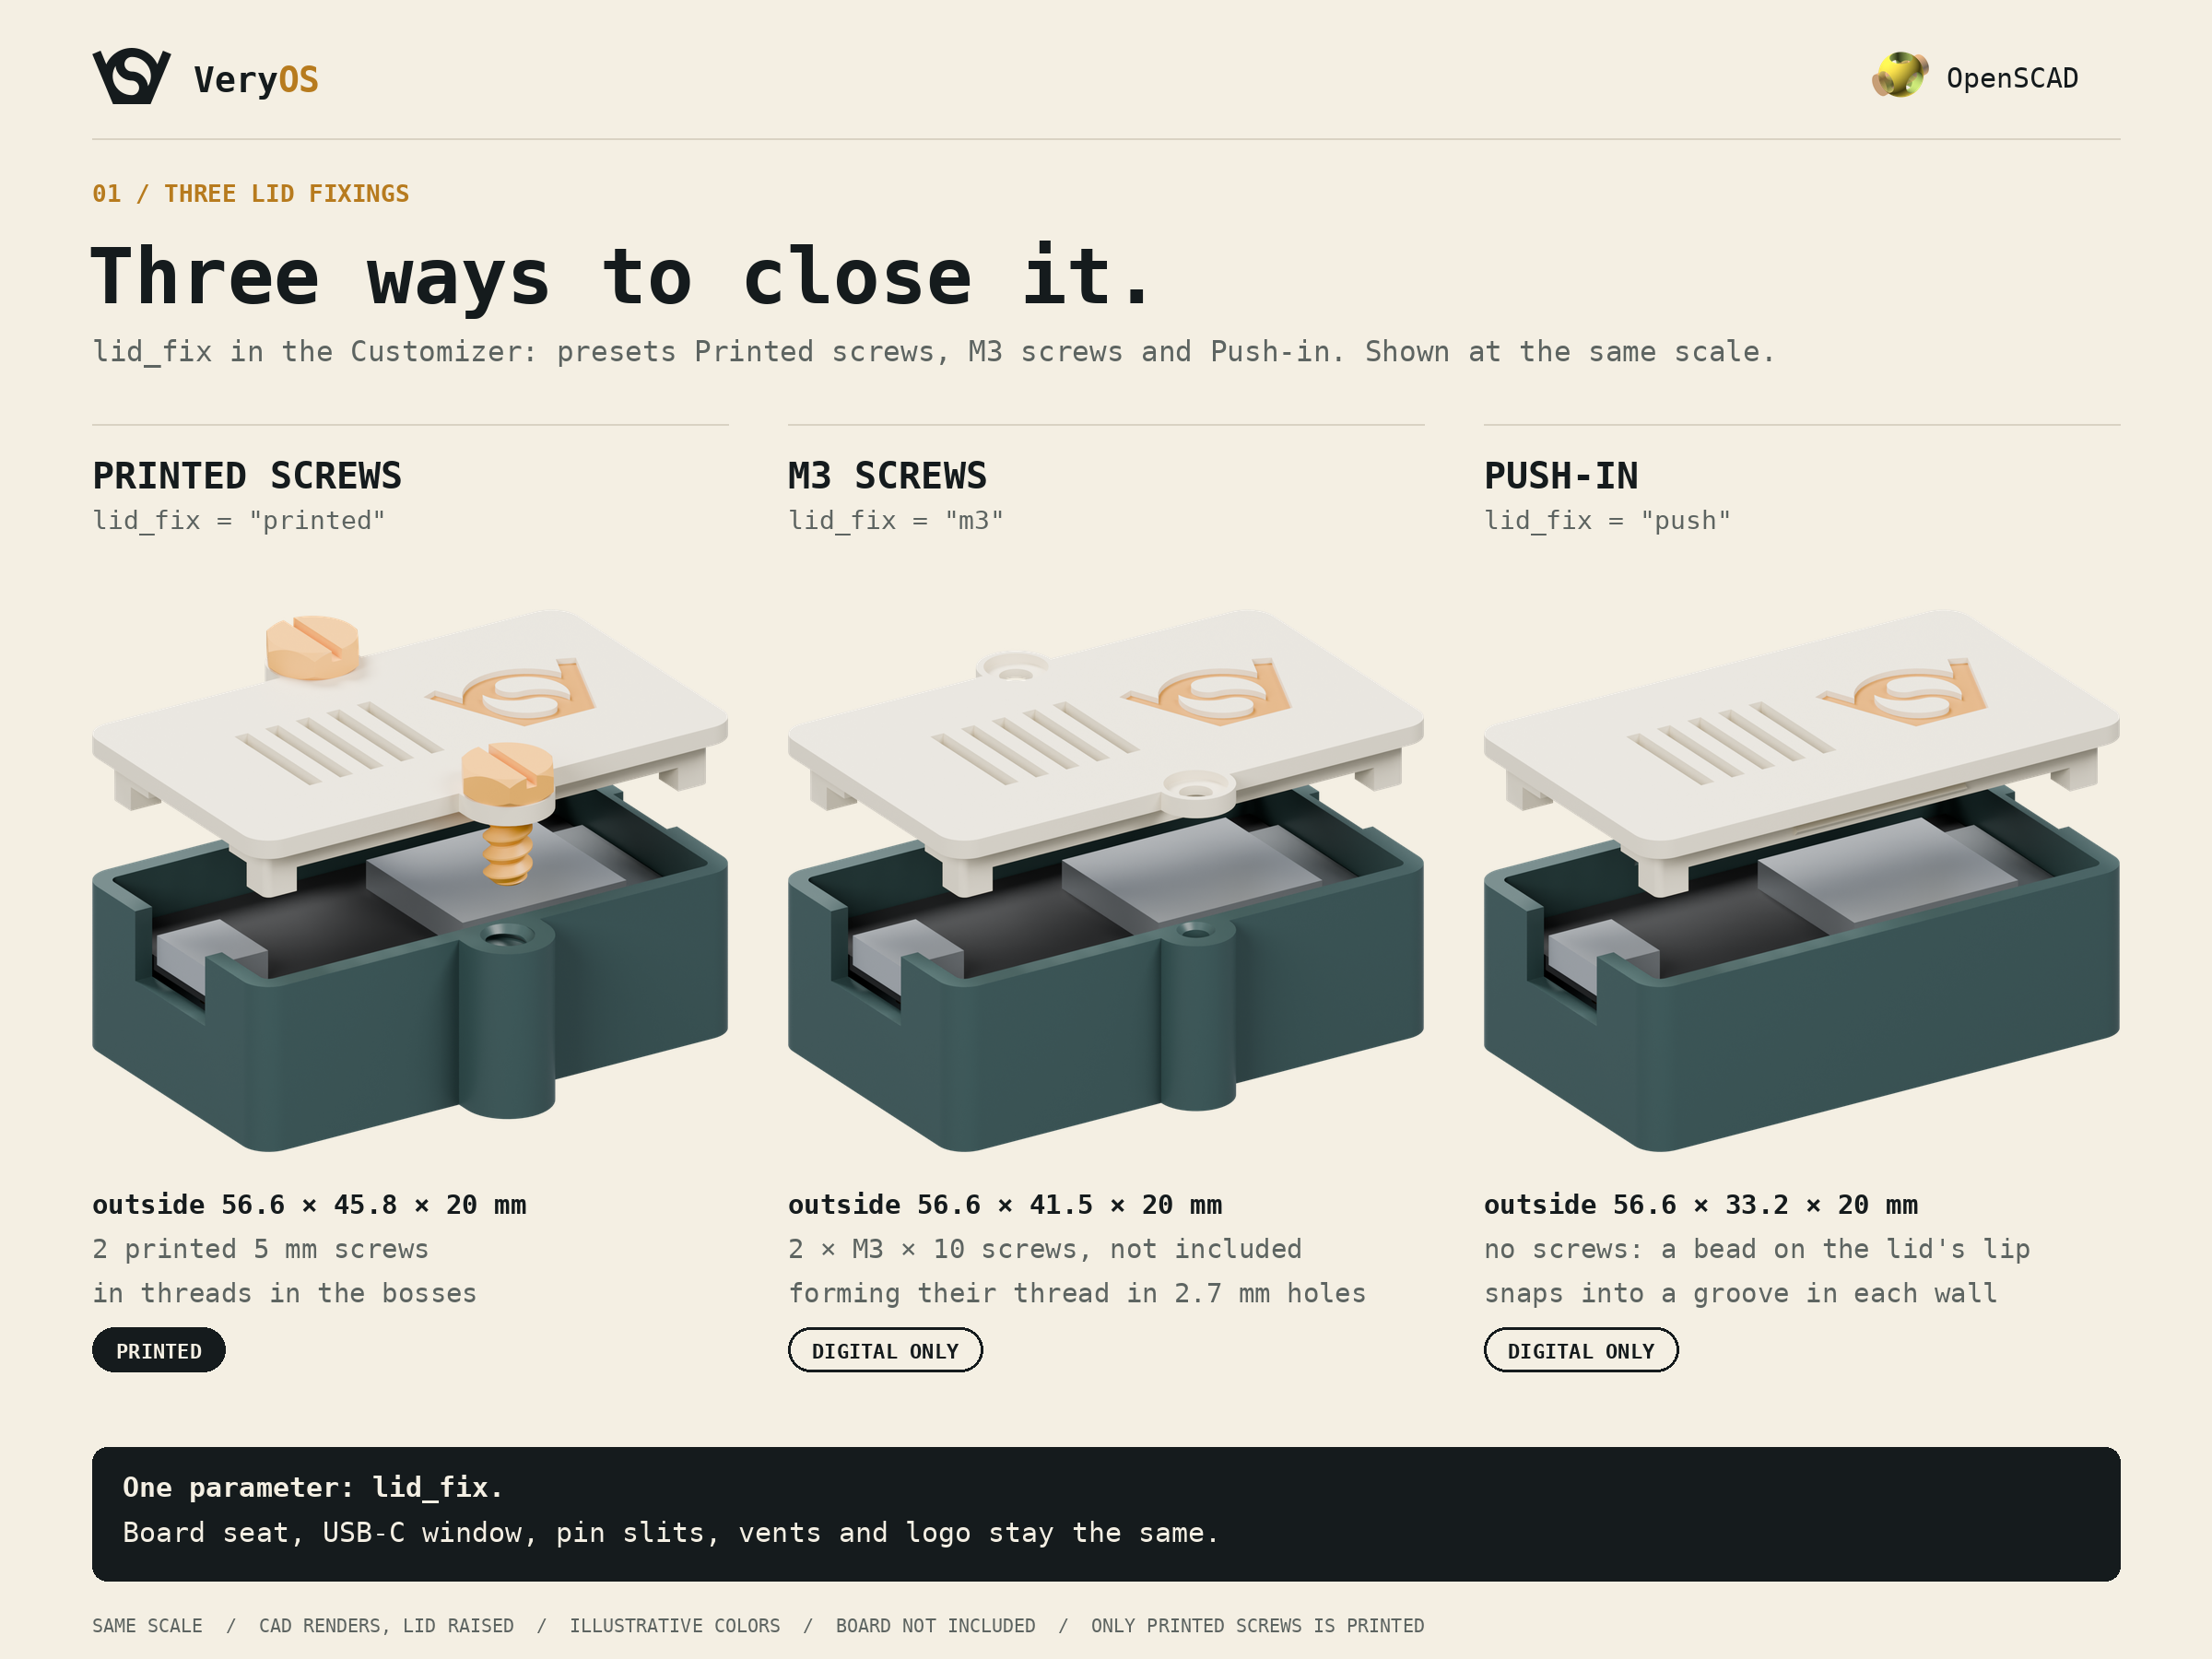 VeryOS
OpenSCAD
01 / THREE LID FIXINGS
Three ways to close it.
lid_fix in the Customizer: presets Printed screws, M3 screws and Push-in. Shown at the same scale.
PRINTED SCREWS
lid_fix = "printed"
outside 56.6 × 45.8 × 20 mm
2 printed 5 mm screws
in threads in the bosses
PRINTED
M3 SCREWS
lid_fix = "m3"
outside 56.6 × 41.5 × 20 mm
2 × M3 × 10 screws, not included
forming their thread in 2.7 mm holes
DIGITAL ONLY
PUSH-IN
lid_fix = "push"
outside 56.6 × 33.2 × 20 mm
no screws: a bead on the lid's lip
snaps into a groove in each wall
DIGITAL ONLY
One parameter: lid_fix.
Board seat, USB-C window, pin slits, vents and logo stay the same.
SAME SCALE / CAD RENDERS, LID RAISED / ILLUSTRATIVE COLORS / BOARD NOT INCLUDED / ONLY PRINTED SCREWS IS PRINTED